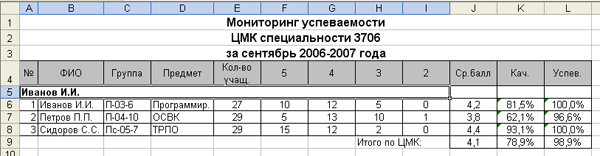 A B C D E F G H I J K L
1 Мониторинг успеваемости
2 ЦМК специальности 3706
3 за сентябрь 2006-2007 года
4 № ФИО Группа Предмет Кол-во учащ. 5 4 3 2 Ср.балл Кач. Успев.
5 Иванов И.И.
6 1 Иванов И.И. П-03-6 Программир. 27 10 12 5 0 4,2 81,5% 100,0%
7 2 Петров П.П. П-04-10 ОСВК 29 5 13 10 1 3,8 62,1% 96,6%
8 3 Сидоров С.С. Пс-05-7 ТРПО 29 15 12 2 0 4,4 93,1% 100,0%
9 Итого по ЦМК: 4,1 78,9% 98,9%
10